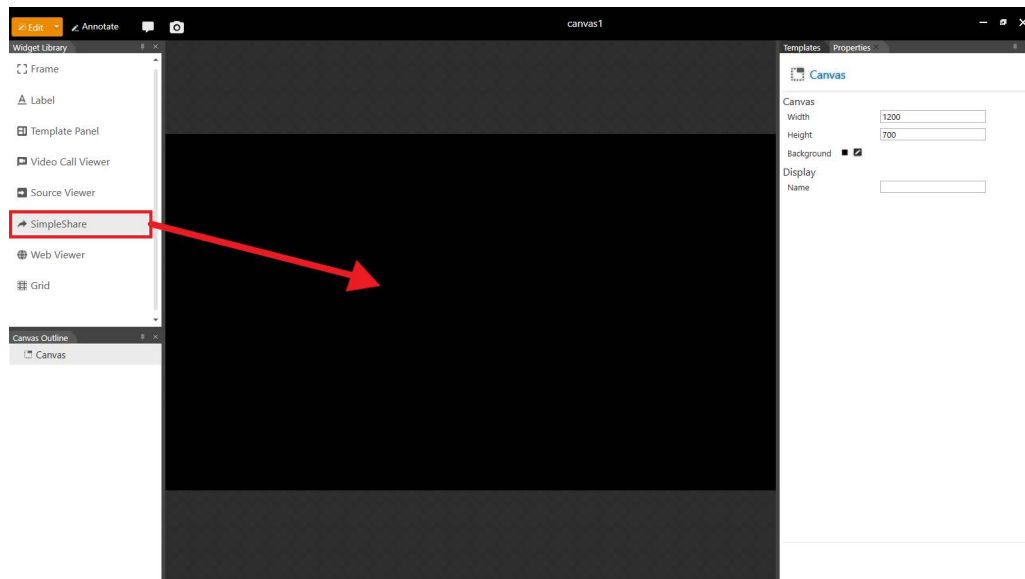 Edit
Annotate
canvas1
Widget Library
Frame
Label
Template Panel
Video Call Viewer
Source Viewer
SimpleShare
Web Viewer
Grid
Canvas Outline
Canvas
Templates Properties
Canvas
Canvas
Width 1200
Height 700
Background
Display
Name